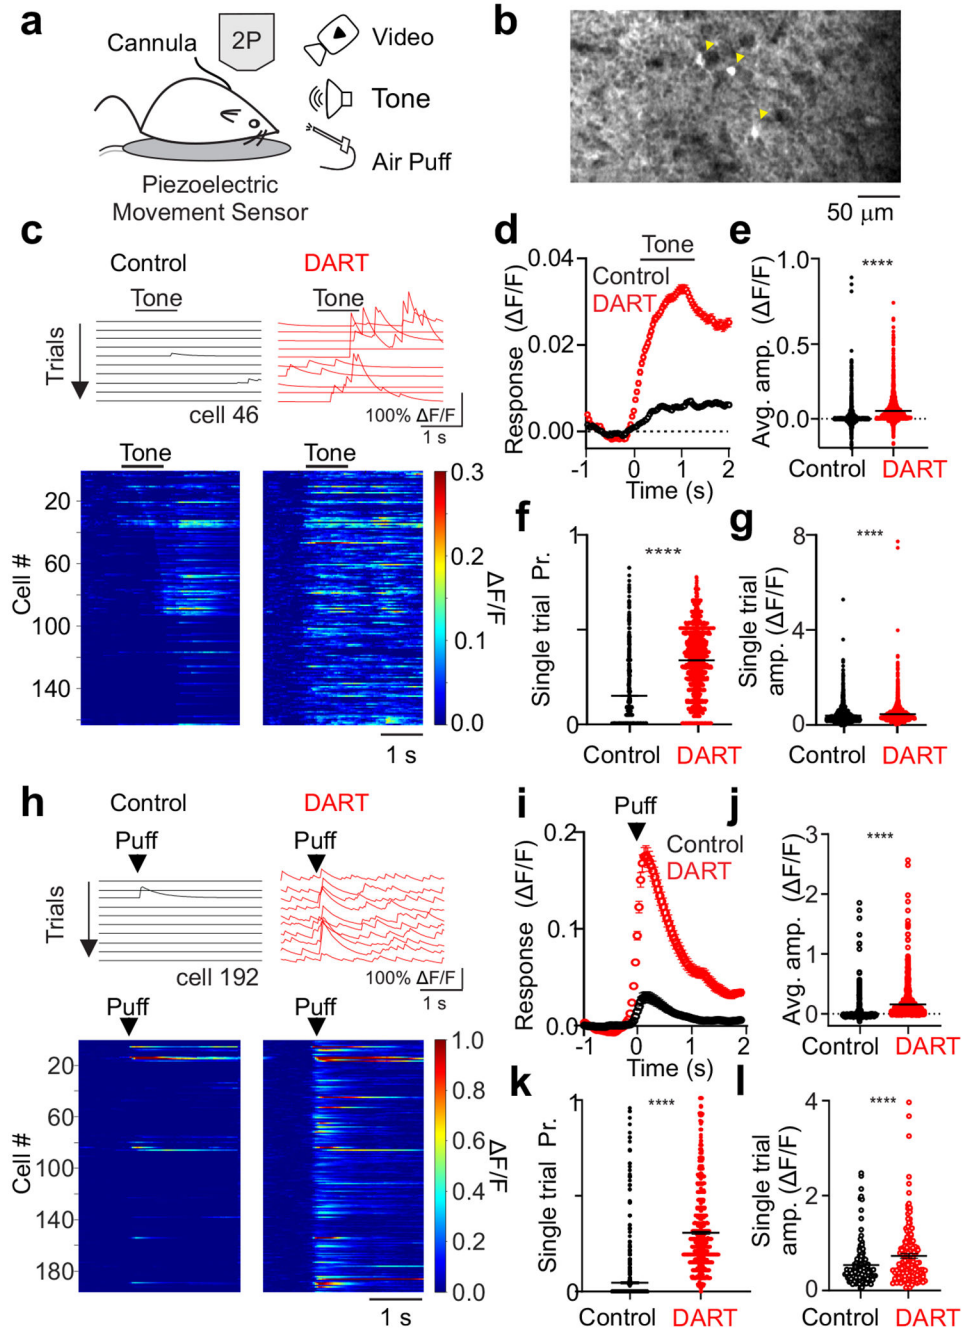 a
Cannula
2P
Video
Tone
Air Puff
Piezoelectric
Movement Sensor
b
50 µm
c
Control
DART
Tone
Tone
Trials
cell 46
100% ΔF/F
1 s
Tone
Tone
Cell #
20
60
100
140
0.3
0.2
0.1
0.0
ΔF/F
1 s
d
Tone
Control
DART
Response (ΔF/F)
0.04
0.02
0.00
-1
0
1
2
Time (s)
e
****
Avg. amp. (ΔF/F)
1.0
0.5
0.0
Control
DART
f
****
Single trial Pr.
1
0
Control
DART
g
****
Single trial
amp. (ΔF/F)
8
4
0
Control
DART
h
Control
DART
Puff
Puff
Trials
cell 192
100% ΔF/F
1 s
Puff
Puff
Cell #
20
60
100
140
180
1.0
0.8
0.6
0.4
0.2
0.0
ΔF/F
1 s
i
Puff
Control
DART
Response (ΔF/F)
0.2
0.1
0.0
-1
0
1
2
Time (s)
j
****
Avg. amp. (ΔF/F)
3
2
1
0
Control
DART
k
****
Single trial Pr.
1
0
Control
DART
l
****
Single trial
amp. (ΔF/F)
4
2
0
Control
DART